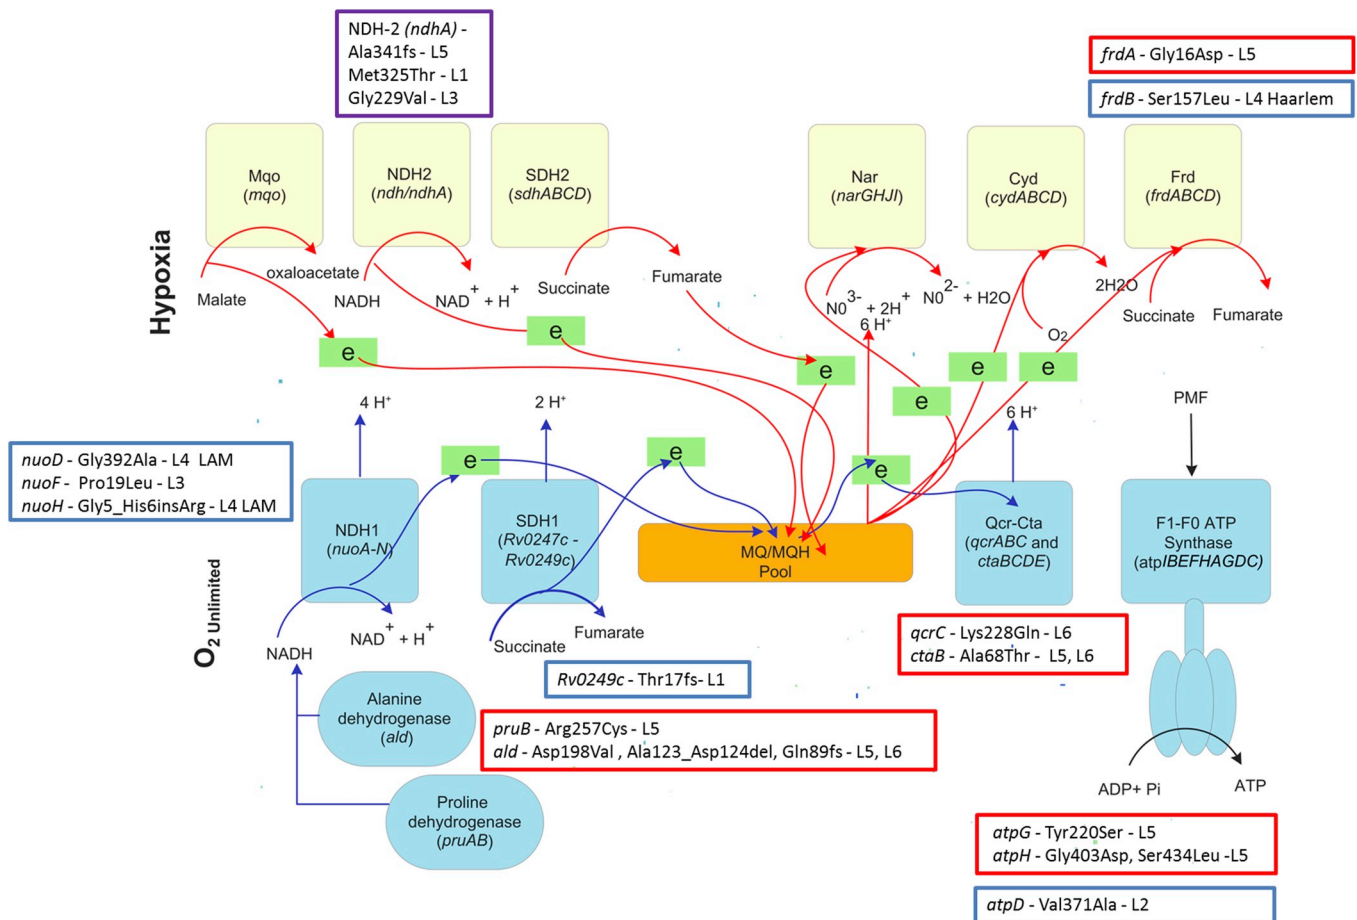 NDH-2 (ndhA) -
Ala341fs - L5
Met325Thr - L1
Gly229Val - L3
frdA - Gly16Asp - L5
frdB - Ser157Leu - L4 Haarlem
Hypoxia
Mqo
(mqo)
NDH2
(ndh/ndhA)
SDH2
(sdhABCD)
Nar
(narGHJI)
Cyd
(cydABCD)
Frd
(frdABCD)
Malate
oxaloacetate
NADH
NAD⁺ + H⁺
Succinate
Fumarate
N0³⁻ + 2H⁺
6 H⁺
N0²⁻ + H2O
2H2O
O₂
Succinate
Fumarate
e
e
e
e
e
e
4 H⁺
2 H⁺
6 H⁺
PMF
nuoD - Gly392Ala - L4 LAM
nuoF - Pro19Leu - L3
nuoH - Gly5_His6insArg - L4 LAM
e
e
e
O₂ Unlimited
NDH1
(nuoA-N)
SDH1
(Rv0247c -
Rv0249c)
MQ/MQH
Pool
Qcr-Cta
(qcrABC and
ctaBCDE)
F1-F0 ATP
Synthase
(atpIBEFHAGDC)
NADH
NAD⁺ + H⁺
Succinate
Fumarate
qcrC - Lys228Gln - L6
ctaB - Ala68Thr - L5, L6
Rv0249c - Thr17fs- L1
Alanine
dehydrogenase
(ald)
pruB - Arg257Cys - L5
ald - Asp198Val , Ala123_Asp124del, Gln89fs - L5, L6
Proline
dehydrogenase
(pruAB)
ADP+ Pi
ATP
atpG - Tyr220Ser - L5
atpH - Gly403Asp, Ser434Leu -L5
atpD - Val371Ala - L2